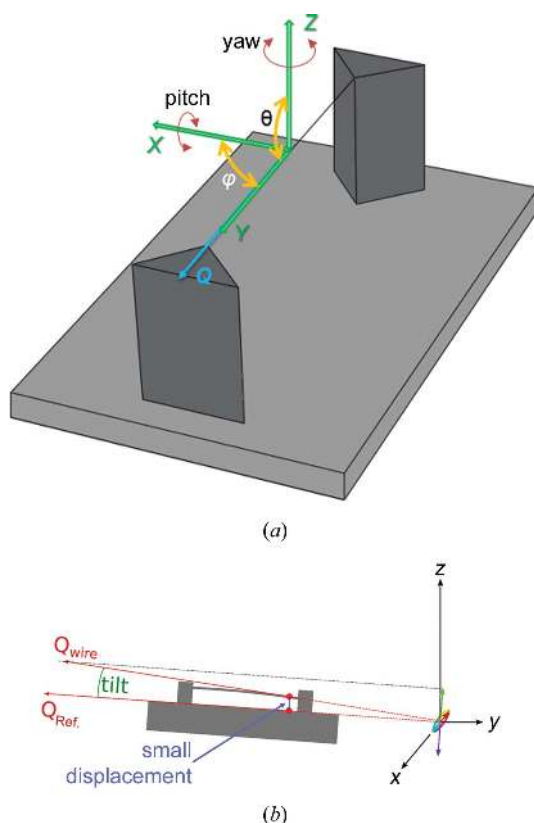 Z
yaw
pitch
θ
X
φ
Y
Q
(a)
z
Q_wire
tilt
Q_Ref.
y
small
displacement
x
(b)